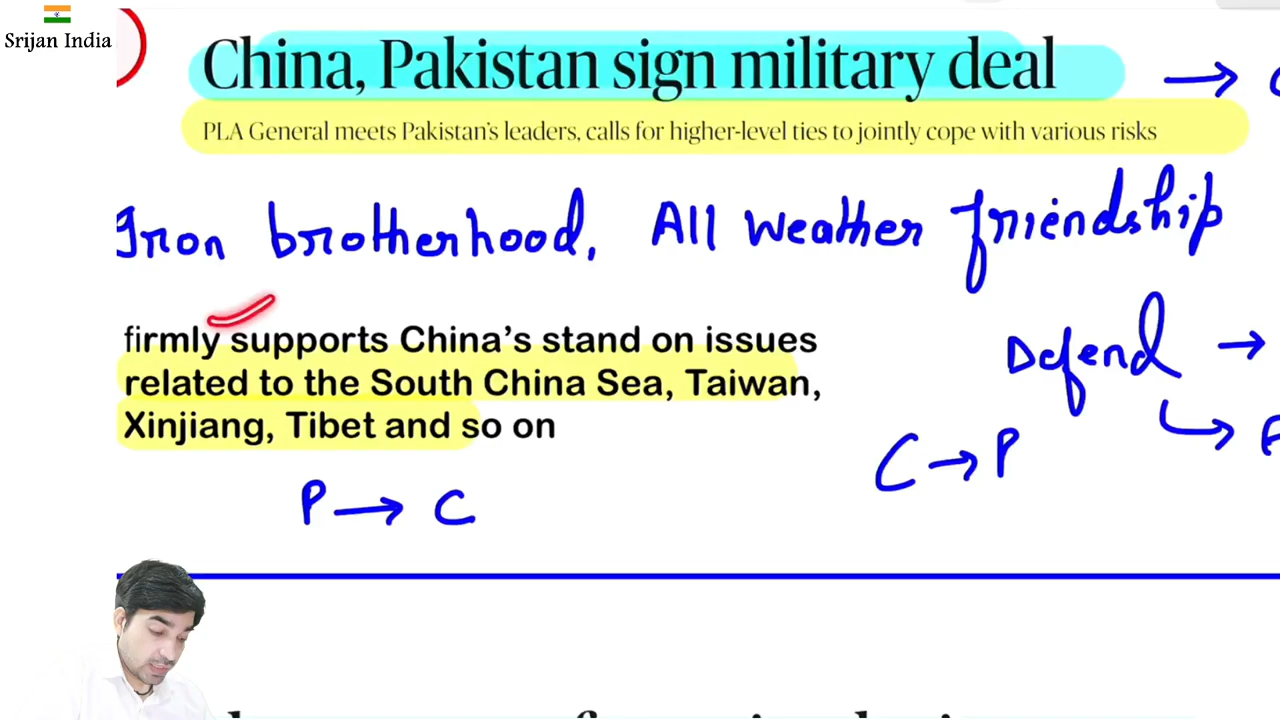 Srijan India
China, Pakistan sign military deal
PLA General meets Pakistan's leaders, calls for higher-level ties to jointly cope with various risks
Iron brotherhood, All weather friendship
firmly supports China's stand on issues
related to the South China Sea, Taiwan,
Xinjiang, Tibet and so on
Defend →
C → P
P → C